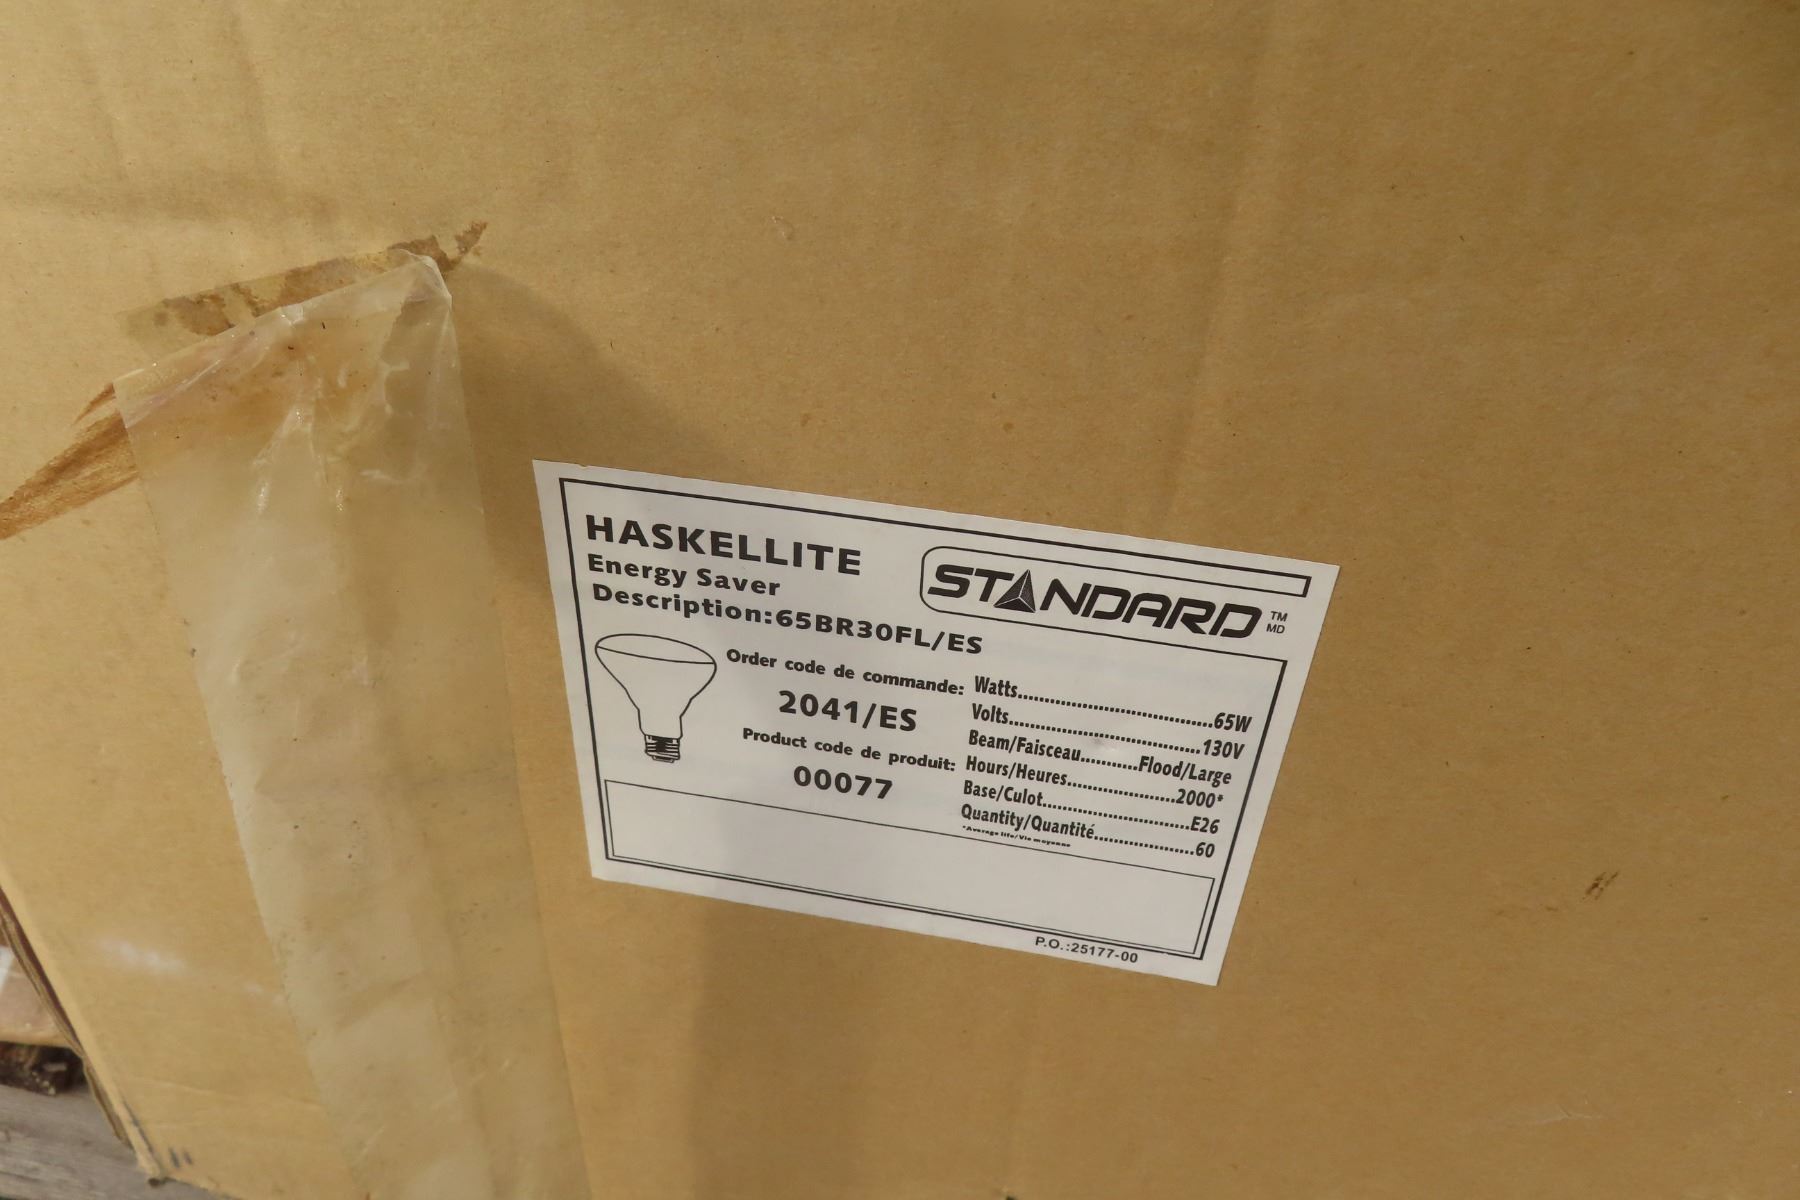 HASKELLITE
Energy Saver
Description:65BR30FL/ES
STANDARD TM MD
Order code de commande:
2041/ES
Product code de produit:
00077
Watts.....................................65W
Volts.....................................130V
Beam/Faisceau...........Flood/Large
Hours/Heures.....................2000*
Base/Culot............................E26
Quantity/Quantité...................60
*Average life/Vie moyenne
P.O.:25177-00